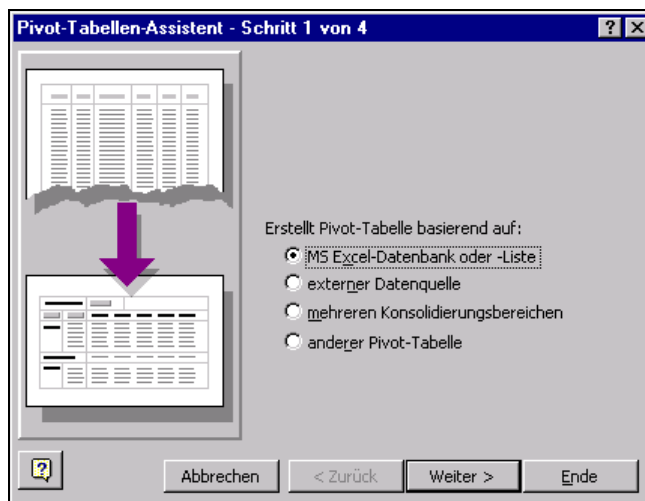 Pivot-Tabellen-Assistent - Schritt 1 von 4
Erstellt Pivot-Tabelle basierend auf:
MS Excel-Datenbank oder -Liste
externer Datenquelle
mehreren Konsolidierungsbereichen
anderer Pivot-Tabelle
Abbrechen < Zurück Weiter > Ende